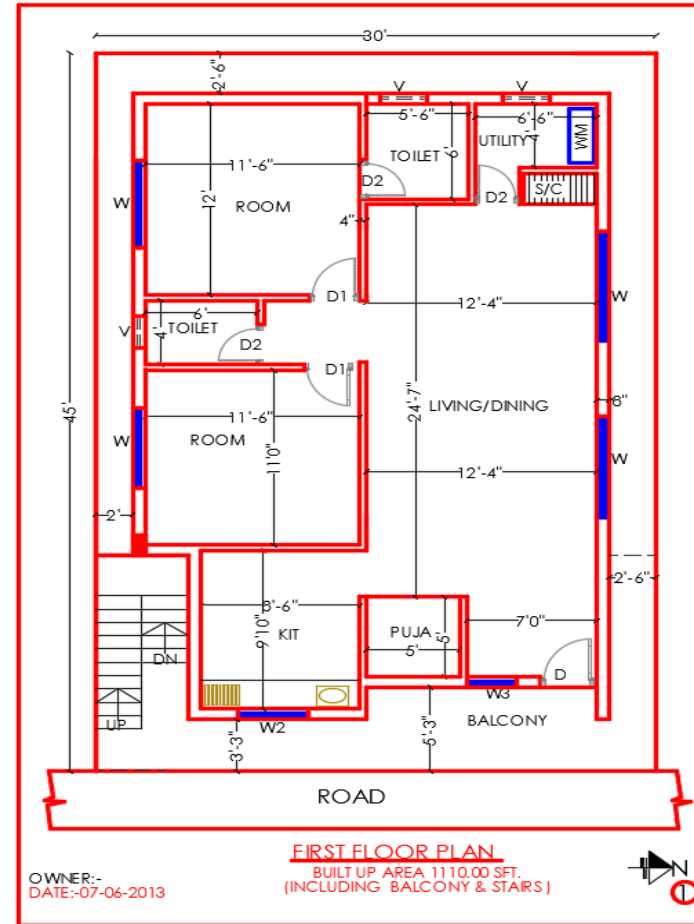 30'
2'-6"
V
V
5'-6"
6'-6"
UTILITY
4'
WM
TOILET
6'
11'-6"
12'
ROOM
D2
D2
S/C
W
4"
D1
12'-4"
W
6'
TOILET
4'
V
D2
D1
45'
11'-6"
ROOM
11'0"
24'-7"
LIVING/DINING
6"
W
W
12'-4"
2'
2'-6"
8'-6"
9'10"
KIT
PUJA
5'
5'
7'0"
DN
D
UP
W2
W3
BALCONY
3'-3"
5'-3"
ROAD
FIRST FLOOR PLAN
BUILT UP AREA 1110.00 SFT.
(INCLUDING BALCONY & STAIRS )
OWNER:-
DATE:-07-06-2013
N
1